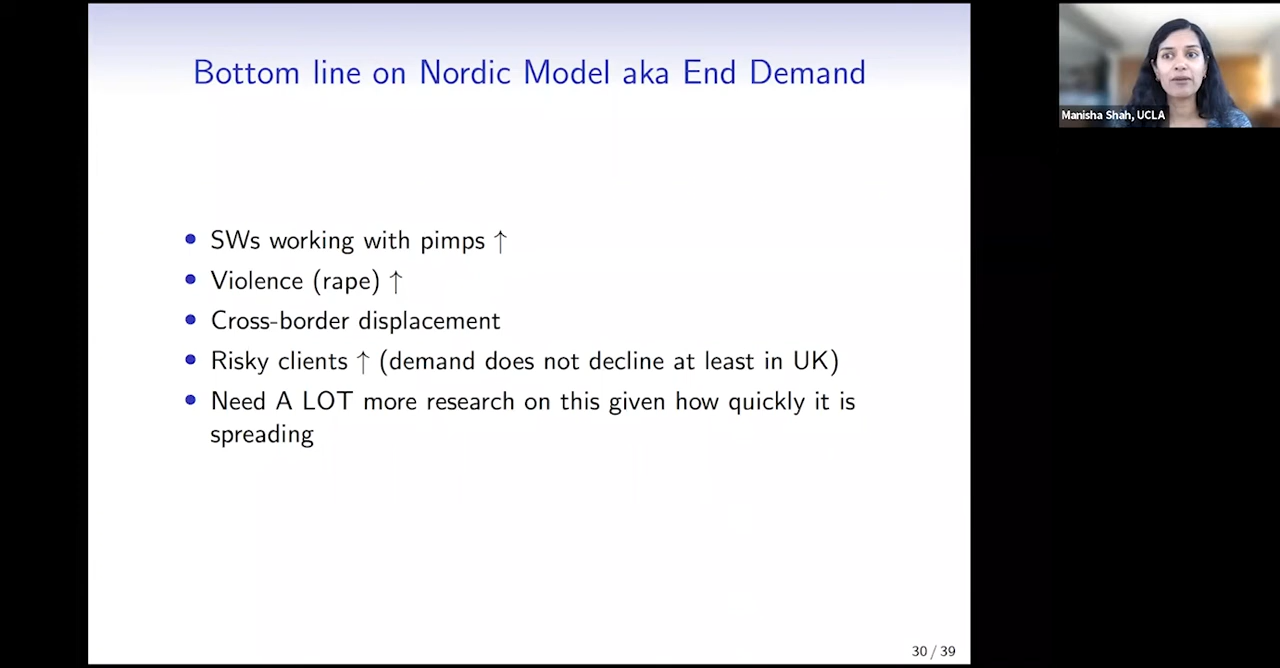 Bottom line on Nordic Model aka End Demand
Manisha Shah, UCLA
• SWs working with pimps ↑
• Violence (rape) ↑
• Cross-border displacement
• Risky clients ↑ (demand does not decline at least in UK)
• Need A LOT more research on this given how quickly it is
spreading
30 / 39